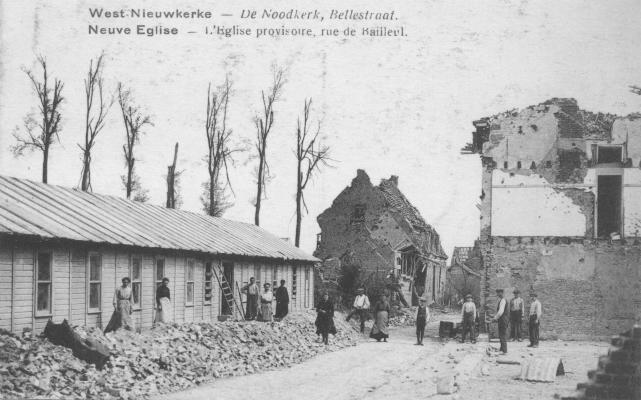 West-Nieuwkerke — De Noodkerk, Bellestraat.
Neuve Eglise — L'Eglise provisoire, rue de Bailleul.